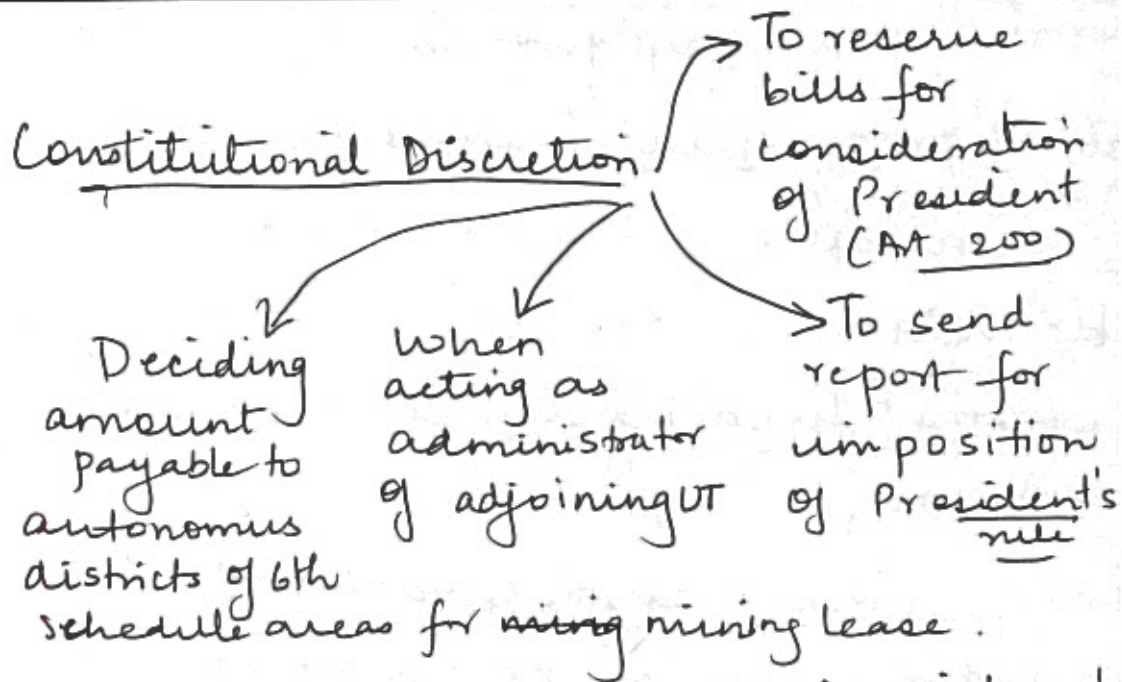 Constitutional Discretion
To reserve
bills for
consideration
of President
(Art 200)
Deciding
amount
payable to
autonomus
districts of 6th
schedule areas for mining mining lease.
When
acting as
administrator
of adjoining UT
To send
report for
imposition
of President's
rule